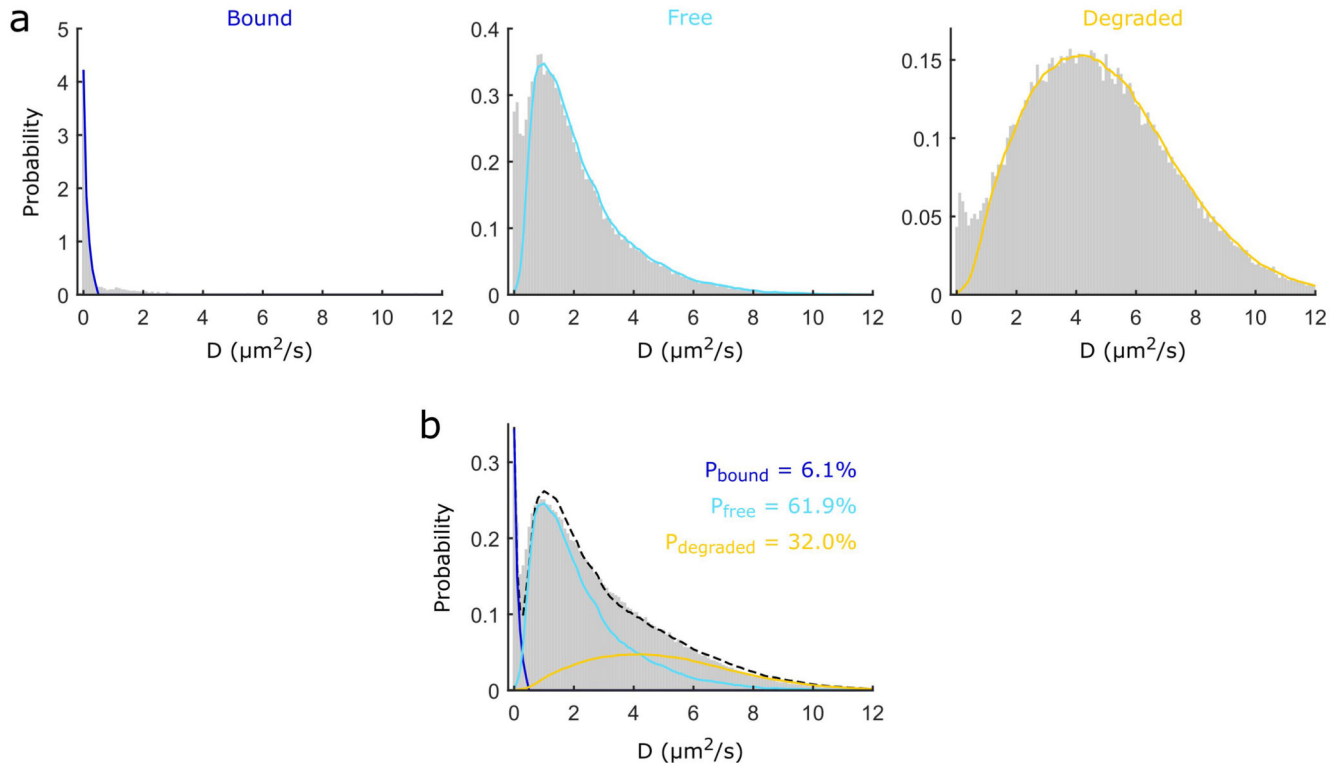 a
Bound
Free
Degraded
Probability
5
4
3
2
1
0
0 2 4 6 8 10 12
D (µm²/s)
0.4
0.3
0.2
0.1
0
0 2 4 6 8 10 12
D (µm²/s)
0.15
0.1
0.05
0
0 2 4 6 8 10 12
D (µm²/s)
b
Probability
0.3
0.2
0.1
0
0 2 4 6 8 10 12
D (µm²/s)
P_bound = 6.1%
P_free = 61.9%
P_degraded = 32.0%